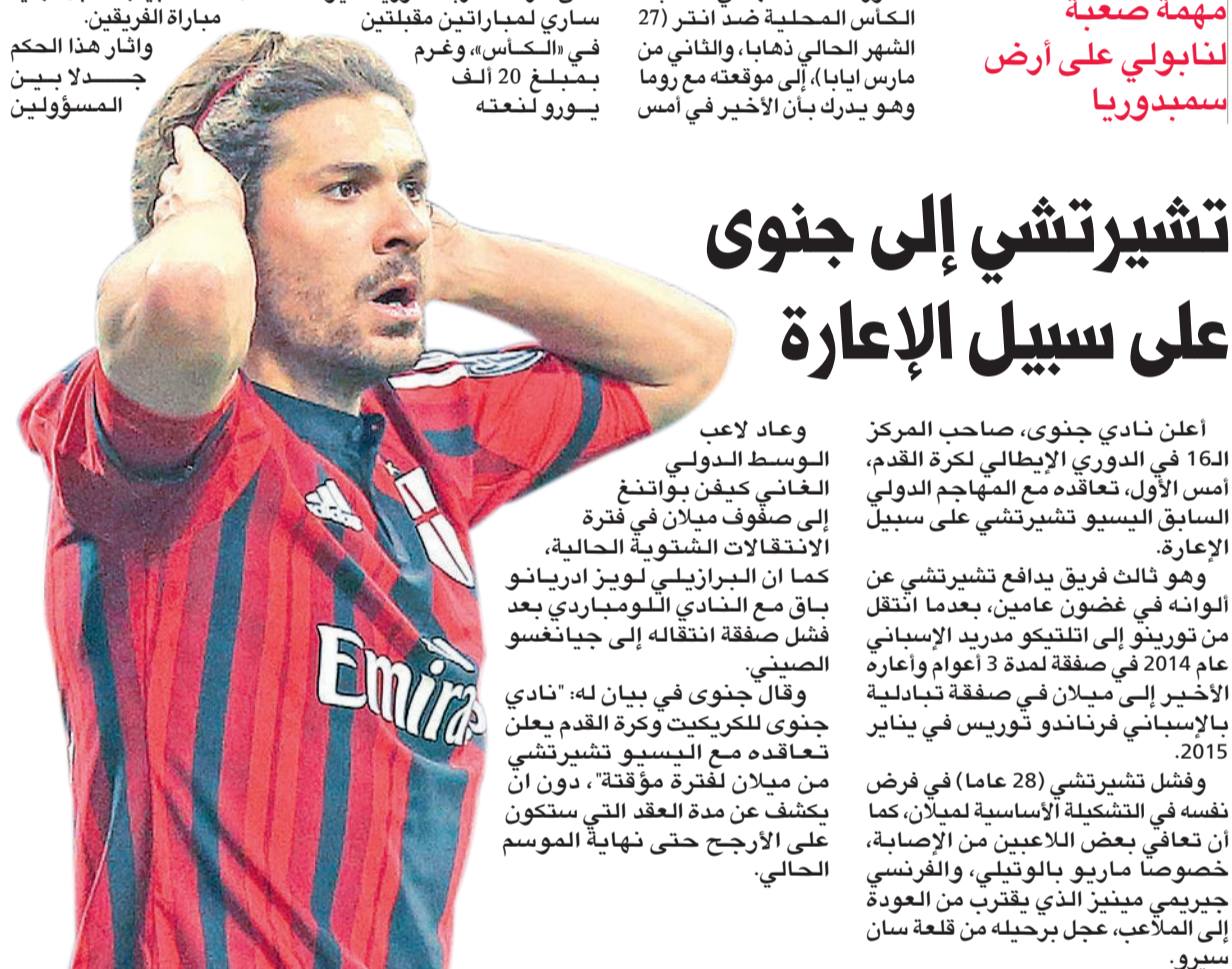 مهمة صعبة
لنابولي على أرض
سمبدوريا
الكأس المحلية ضد انتر (27
الشهر الحالي ذهابا، والثاني من
مارس ايابا)، إلى موقعته مع روما
وهو يدرك بأن الأخير في أمس
ساري لمباراتين مقبلتين
في «الكأس»، وغرم
بمبلغ 20 ألف
يورو لنعته
مباراة الفريقين.
واثار هذا الحكم
جدلا بين
المسؤولين
تشيرتشي إلى جنوى
على سبيل الإعارة
أعلن نادي جنوى، صاحب المركز
الـ16 في الدوري الإيطالي لكرة القدم،
أمس الأول، تعاقده مع المهاجم الدولي
السابق اليسيو تشيرتشي على سبيل
الإعارة.
وهو ثالث فريق يدافع تشيرتشي عن
ألوانه في غضون عامين، بعدما انتقل
من تورينو إلى اتلتيكو مدريد الإسباني
عام 2014 في صفقة لمدة 3 أعوام وأعاره
الأخير إلى ميلان في صفقة تبادلية
بالإسباني فرناندو توريس في يناير
2015.
وفشل تشيرتشي (28 عاما) في فرض
نفسه في التشكيلة الأساسية لميلان، كما
أن تعافي بعض اللاعبين من الإصابة،
خصوصا ماريو بالوتيلي، والفرنسي
جيريمي مينيز الذي يقترب من العودة
إلى الملاعب، عجل برحيله من قلعة سان
سيرو.
وعاد لاعب
الوسط الدولي
الغاني كيفن بواتنغ
إلى صفوف ميلان في فترة
الانتقالات الشتوية الحالية،
كما ان البرازيلي لويز ادريانو
باق مع النادي اللومباردي بعد
فشل صفقة انتقاله إلى جيانغسو
الصيني.
وقال جنوى في بيان له: "نادي
جنوى للكريكيت وكرة القدم يعلن
تعاقده مع اليسيو تشيرتشي
من ميلان لفترة مؤقتة"، دون ان
يكشف عن مدة العقد التي ستكون
على الأرجح حتى نهاية الموسم
الحالي.
Emira